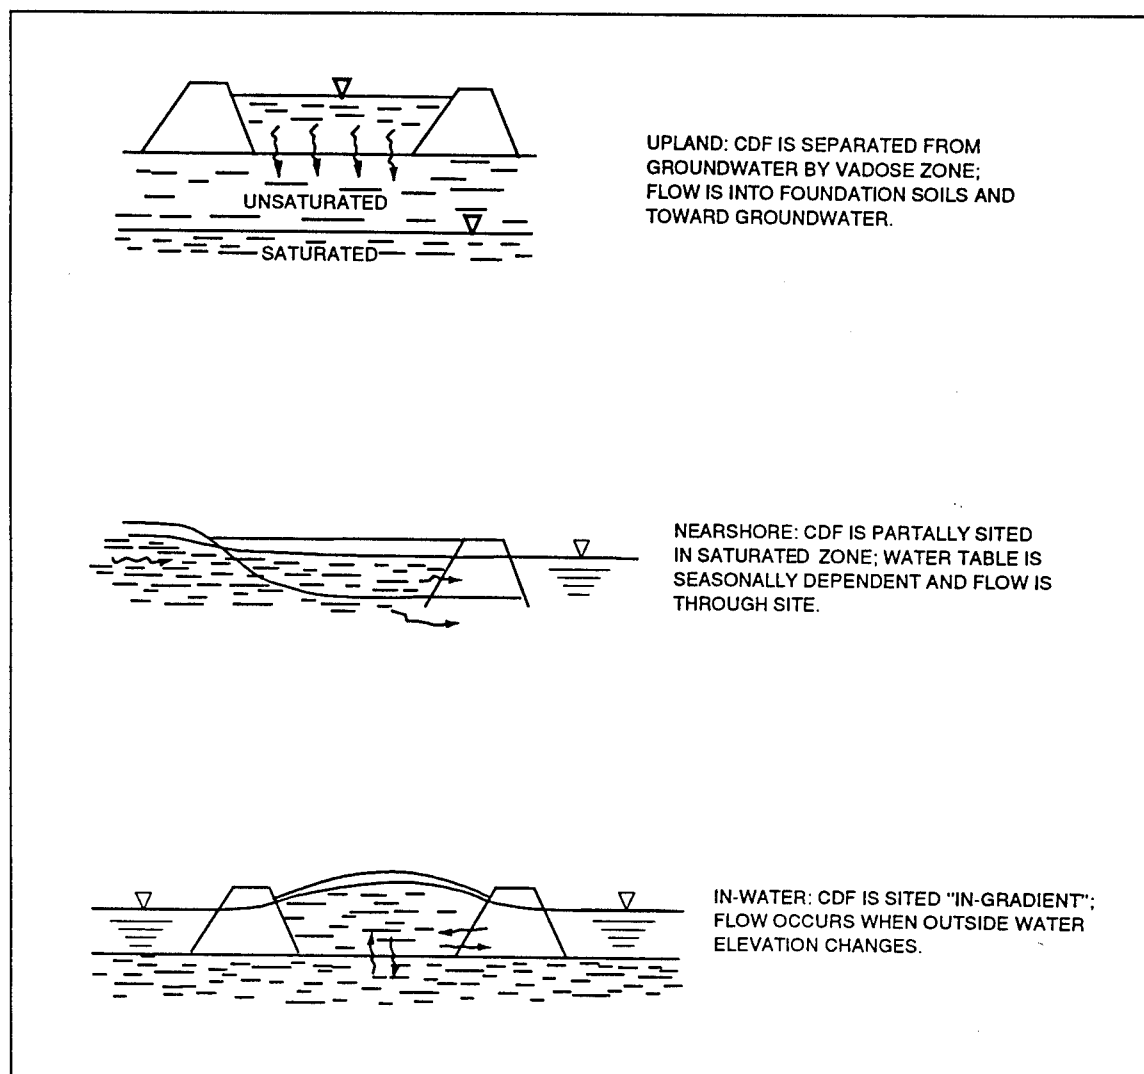 UPLAND: CDF IS SEPARATED FROM
GROUNDWATER BY VADOSE ZONE;
FLOW IS INTO FOUNDATION SOILS AND
TOWARD GROUNDWATER.
UNSATURATED
SATURATED
NEARSHORE: CDF IS PARTALLY SITED
IN SATURATED ZONE; WATER TABLE IS
SEASONALLY DEPENDENT AND FLOW IS
THROUGH SITE.
IN-WATER: CDF IS SITED "IN-GRADIENT";
FLOW OCCURS WHEN OUTSIDE WATER
ELEVATION CHANGES.